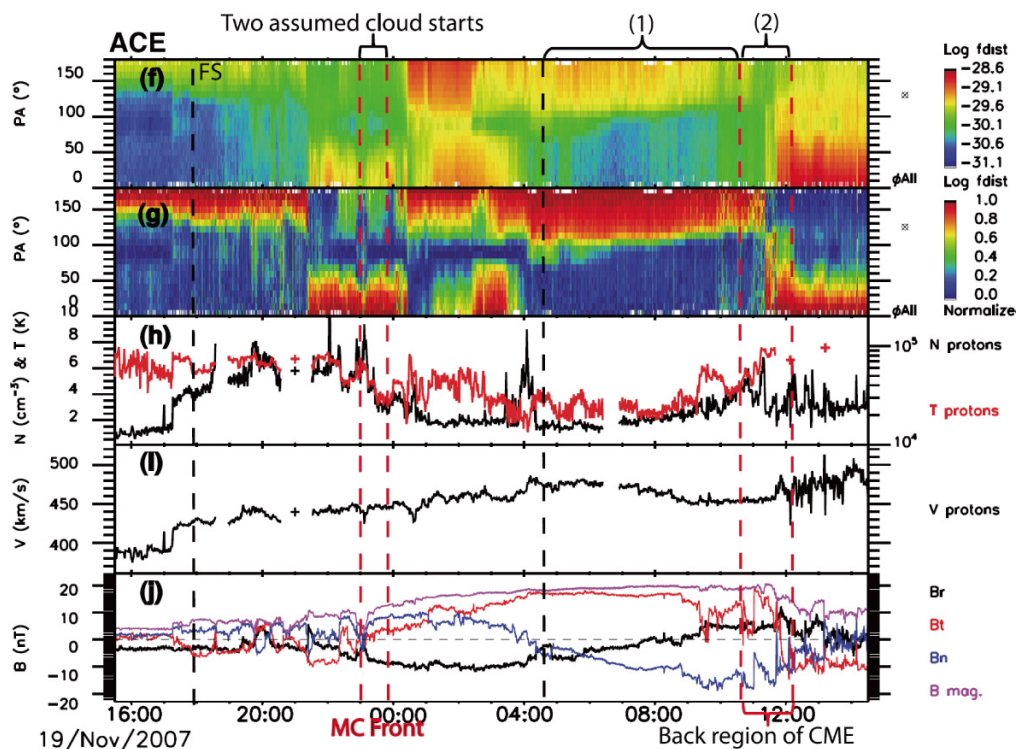 Two assumed cloud starts (1) (2)
ACE
FS
(f)
PA (°)
150
100
50
0
φAll
Log fdist
−28.6
−29.1
−29.6
−30.1
−30.6
−31.1
(g)
PA (°)
150
100
50
0
φAll
Log fdist
1.0
0.8
0.6
0.4
0.2
0.0
Normalize
(h)
N (cm⁻³) & T (K)
10
8
6
4
2
10⁵
10⁴
N protons
T protons
(I)
V (km/s)
500
450
400
V protons
(j)
B (nT)
20
10
0
−10
−20
Br
Bt
Bn
B mag.
16:00 20:00 00:00 04:00 08:00 12:00
19/Nov/2007
MC Front
Back region of CME